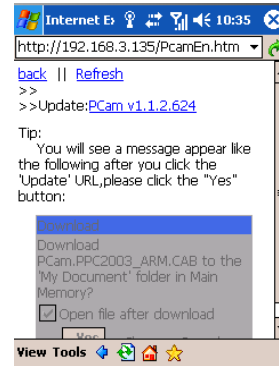 Internet Ex 10:35
http://192.168.3.135/PcamEn.htm
back || Refresh
>>
>>Update:PCam v1.1.2.624
Tip:
You will see a message appear like
the following after you click the
'Update' URL,please click the "Yes"
button:
Download
Download
PCam.PPC2003_ARM.CAB to the
'My Document' folder in Main
Memory?
Open file after download
Yes
View Tools